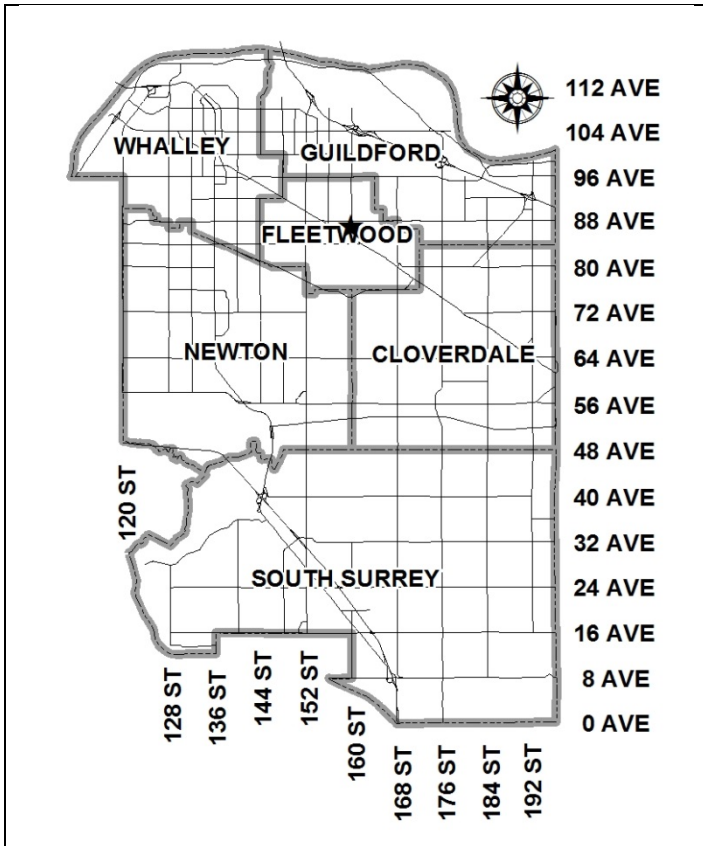 112 AVE
104 AVE
WHALLEY
GUILDFORD
96 AVE
88 AVE
FLEETWOOD
80 AVE
72 AVE
NEWTON
CLOVERDALE
64 AVE
56 AVE
48 AVE
120 ST
40 AVE
32 AVE
SOUTH SURREY
24 AVE
16 AVE
128 ST
136 ST
144 ST
152 ST
160 ST
8 AVE
0 AVE
168 ST
176 ST
184 ST
192 ST